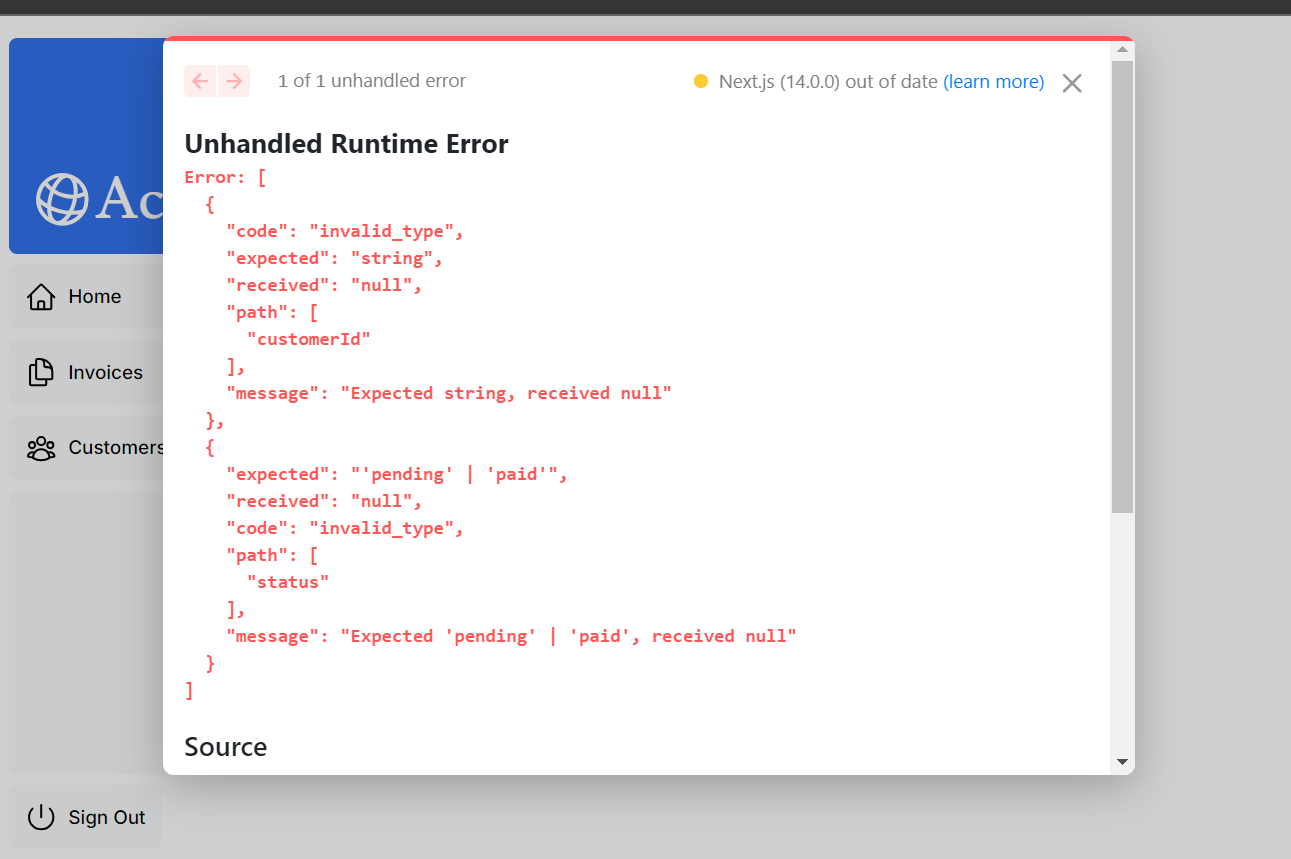 1 of 1 unhandled error
Next.js (14.0.0) out of date (learn more)
Unhandled Runtime Error
Error: [
  {
    "code": "invalid_type",
    "expected": "string",
    "received": "null",
    "path": [
      "customerId"
    ],
    "message": "Expected string, received null"
  },
  {
    "expected": "'pending' | 'paid'",
    "received": "null",
    "code": "invalid_type",
    "path": [
      "status"
    ],
    "message": "Expected 'pending' | 'paid', received null"
  }
]
Source
Ac
Home
Invoices
Customers
Sign Out